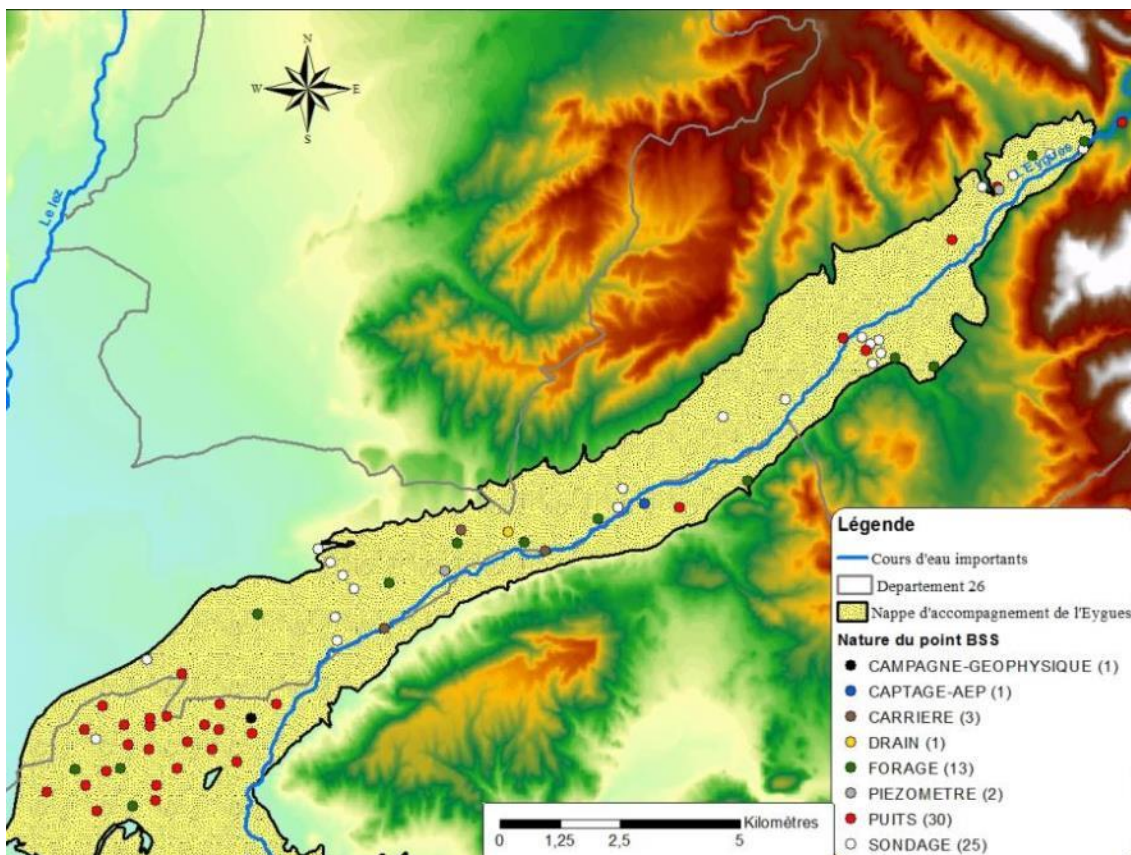 N
W E
S
Le lez
L'Eygues
Légende
Cours d'eau importants
Departement 26
Nappe d'accompagnement de l'Eygues
Nature du point BSS
CAMPAGNE-GEOPHYSIQUE (1)
CAPTAGE-AEP (1)
CARRIERE (3)
DRAIN (1)
FORAGE (13)
PIEZOMETRE (2)
PUITS (30)
SONDAGE (25)
Kilomètres
0 1,25 2,5 5